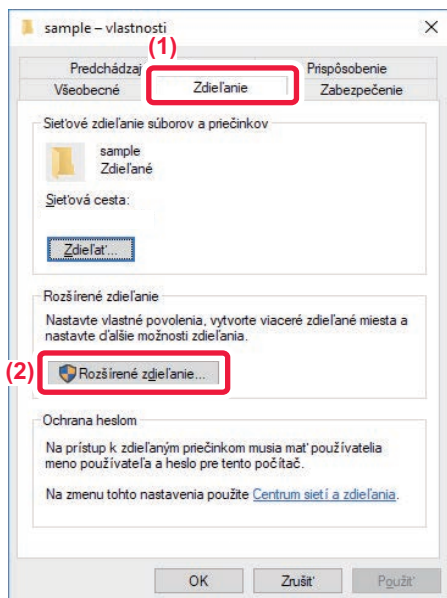 sample – vlastnosti
(1)
Predchádzaj
Prispôsobenie
Všeobecné
Zdieľanie
Zabezpečenie
Sieťové zdieľanie súborov a priečinkov
sample
Zdieľané
Sieťová cesta:
Zdieľať...
Rozšírené zdieľanie
Nastavte vlastné povolenia, vytvorte viaceré zdieľané miesta a
nastavte ďalšie možnosti zdieľania.
(2)
Rozšírené zdieľanie...
Ochrana heslom
Na prístup k zdieľaným priečinkom musia mať používatelia
meno používateľa a heslo pre tento počítač.
Na zmenu tohto nastavenia použite Centrum sietí a zdieľania.
OK
Zrušiť
Použiť